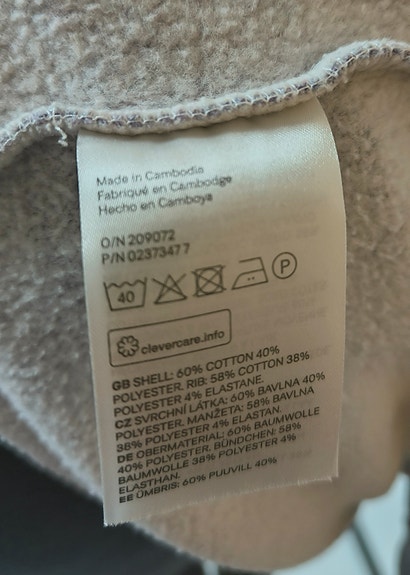 Made in Cambodia
Fabriqué en Cambodge
Hecho en Camboya
O/N 209072
P/N 02373477
40 P
clevercare.info
GB SHELL: 60% COTTON 40%
POLYESTER. RIB: 58% COTTON 38%
POLYESTER 4% ELASTANE.
CZ SVRCHNÍ LÁTKA: 60% BAVLNA 40%
POLYESTER. MANŽETA: 58% BAVLNA
38% POLYESTER 4% ELASTAN.
DE OBERMATERIAL: 60% BAUMWOLLE
40% POLYESTER. BÜNDCHEN: 58%
BAUMWOLLE 38% POLYESTER 4%
ELASTHAN.
EE ÜMBRIS: 60% PUUVILL 40%